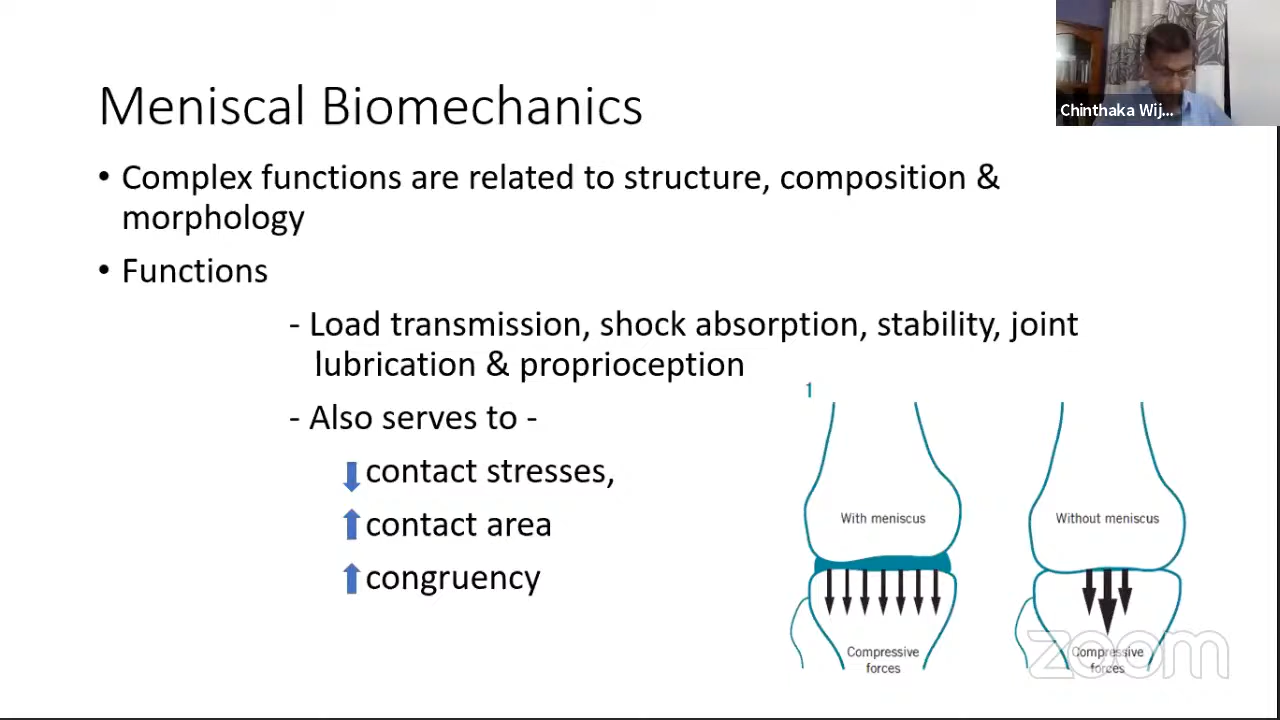 Meniscal Biomechanics
Chinthaka Wij...
• Complex functions are related to structure, composition &
morphology
• Functions
- Load transmission, shock absorption, stability, joint
lubrication & proprioception
- Also serves to -
contact stresses,
contact area
congruency
1
With meniscus
Without meniscus
Compressive
forces
Compressive
forces
zoom